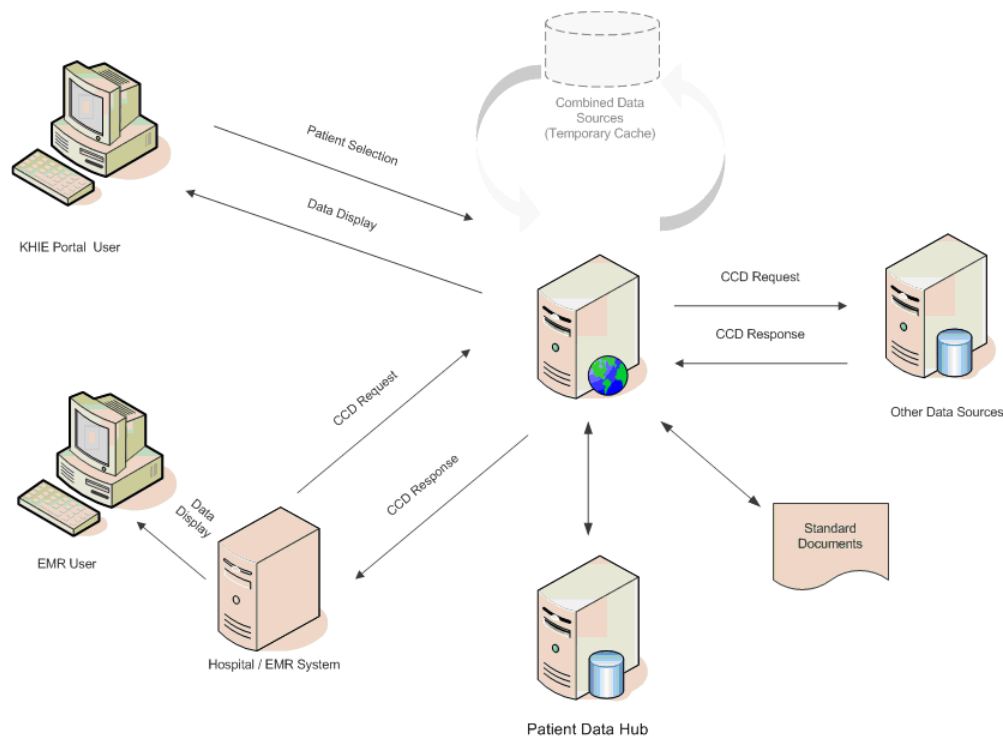 Combined Data
Sources
(Temporary Cache)
Patient Selection
Data Display
KHIE Portal  User
CCD Request
CCD Response
Other Data Sources
CCD Request
CCD Response
Data
Display
EMR User
Hospital / EMR System
Standard
Documents
Patient Data Hub